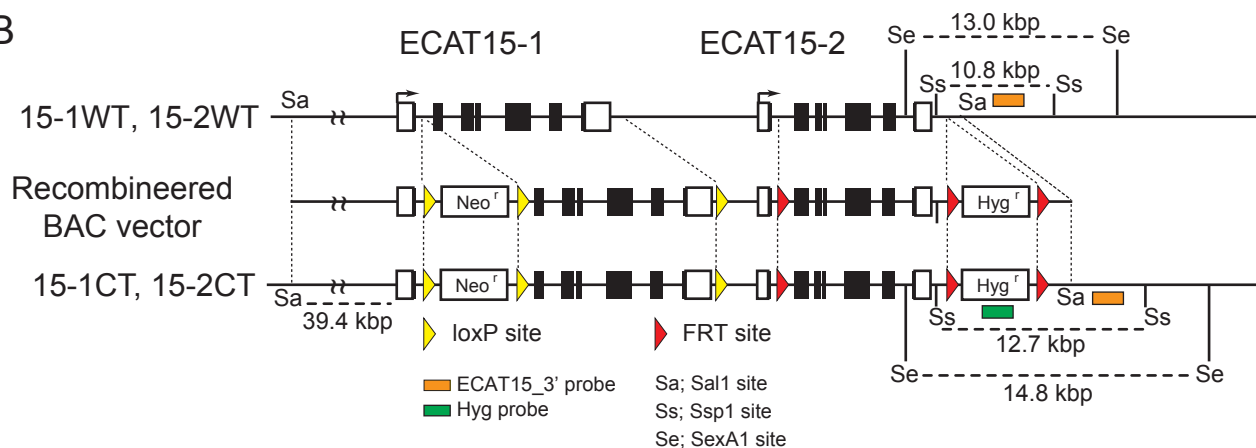 B
ECAT15-1
ECAT15-2
Se
13.0 kbp
Se
Ss
10.8 kbp
Ss
Sa
Sa
15-1WT, 15-2WT
Recombineered
BAC vector
Neo r
Hyg r
15-1CT, 15-2CT
Neo r
Hyg r
Sa
39.4 kbp
Sa
Ss
Ss
12.7 kbp
Se
Se
14.8 kbp
loxP site
FRT site
ECAT15_3' probe
Hyg probe
Sa; Sal1 site
Ss; Ssp1 site
Se; SexA1 site